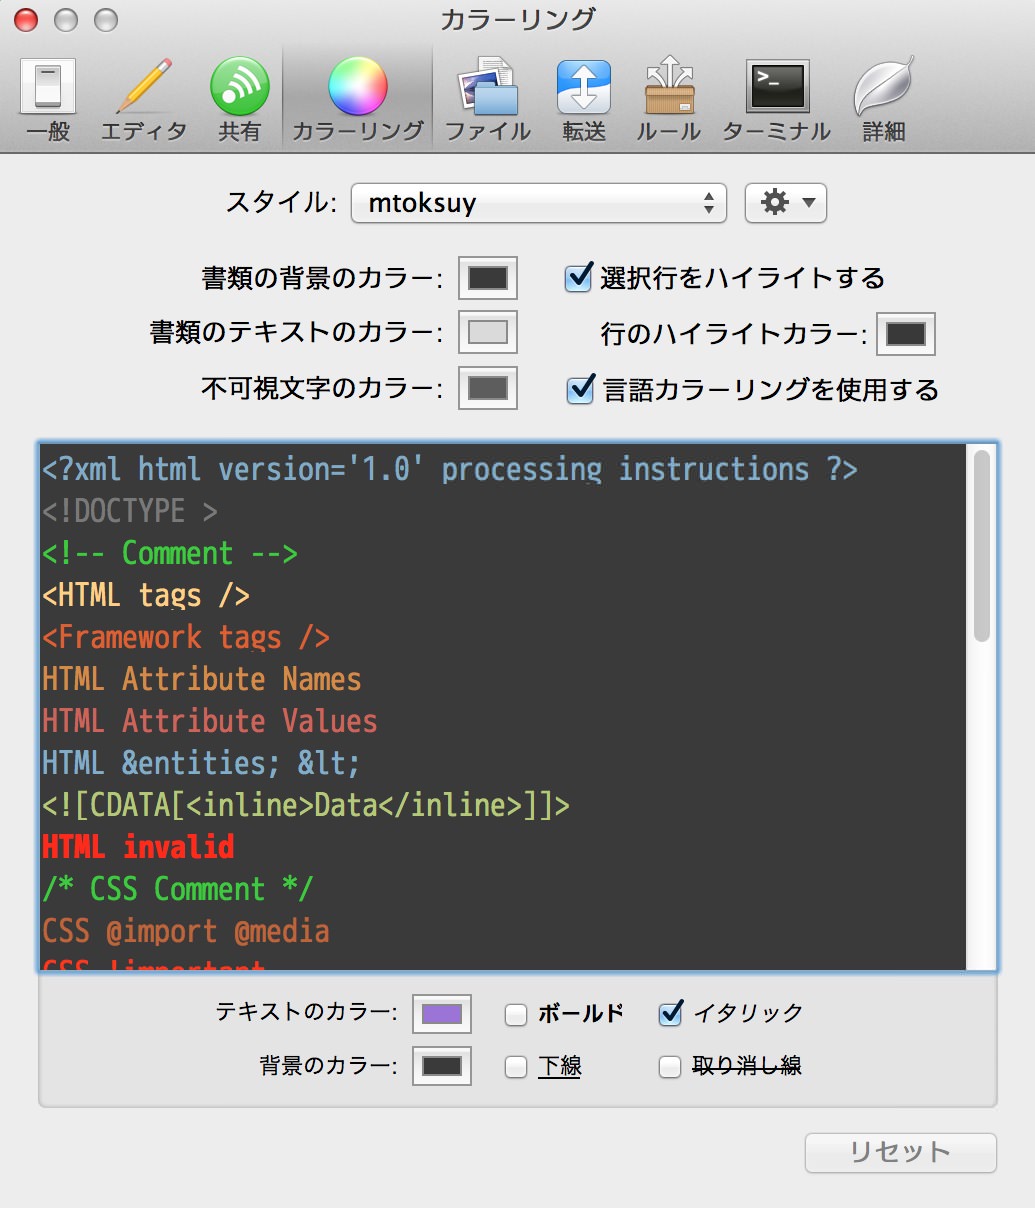 カラーリング
一般 エディタ 共有 カラーリング ファイル 転送 ルール ターミナル 詳細
スタイル: mtoksuy
書類の背景のカラー: 選択行をハイライトする
書類のテキストのカラー: 行のハイライトカラー:
不可視文字のカラー: 言語カラーリングを使用する
<?xml html version='1.0' processing instructions ?>
<!DOCTYPE >
<!-- Comment -->
<HTML tags />
<Framework tags />
HTML Attribute Names
HTML Attribute Values
HTML &entities; &lt;
<![CDATA[<inline>Data</inline>]]>
HTML invalid
/* CSS Comment */
CSS @import @media
CSS !important
テキストのカラー: ボールド イタリック
背景のカラー: 下線 取り消し線
リセット